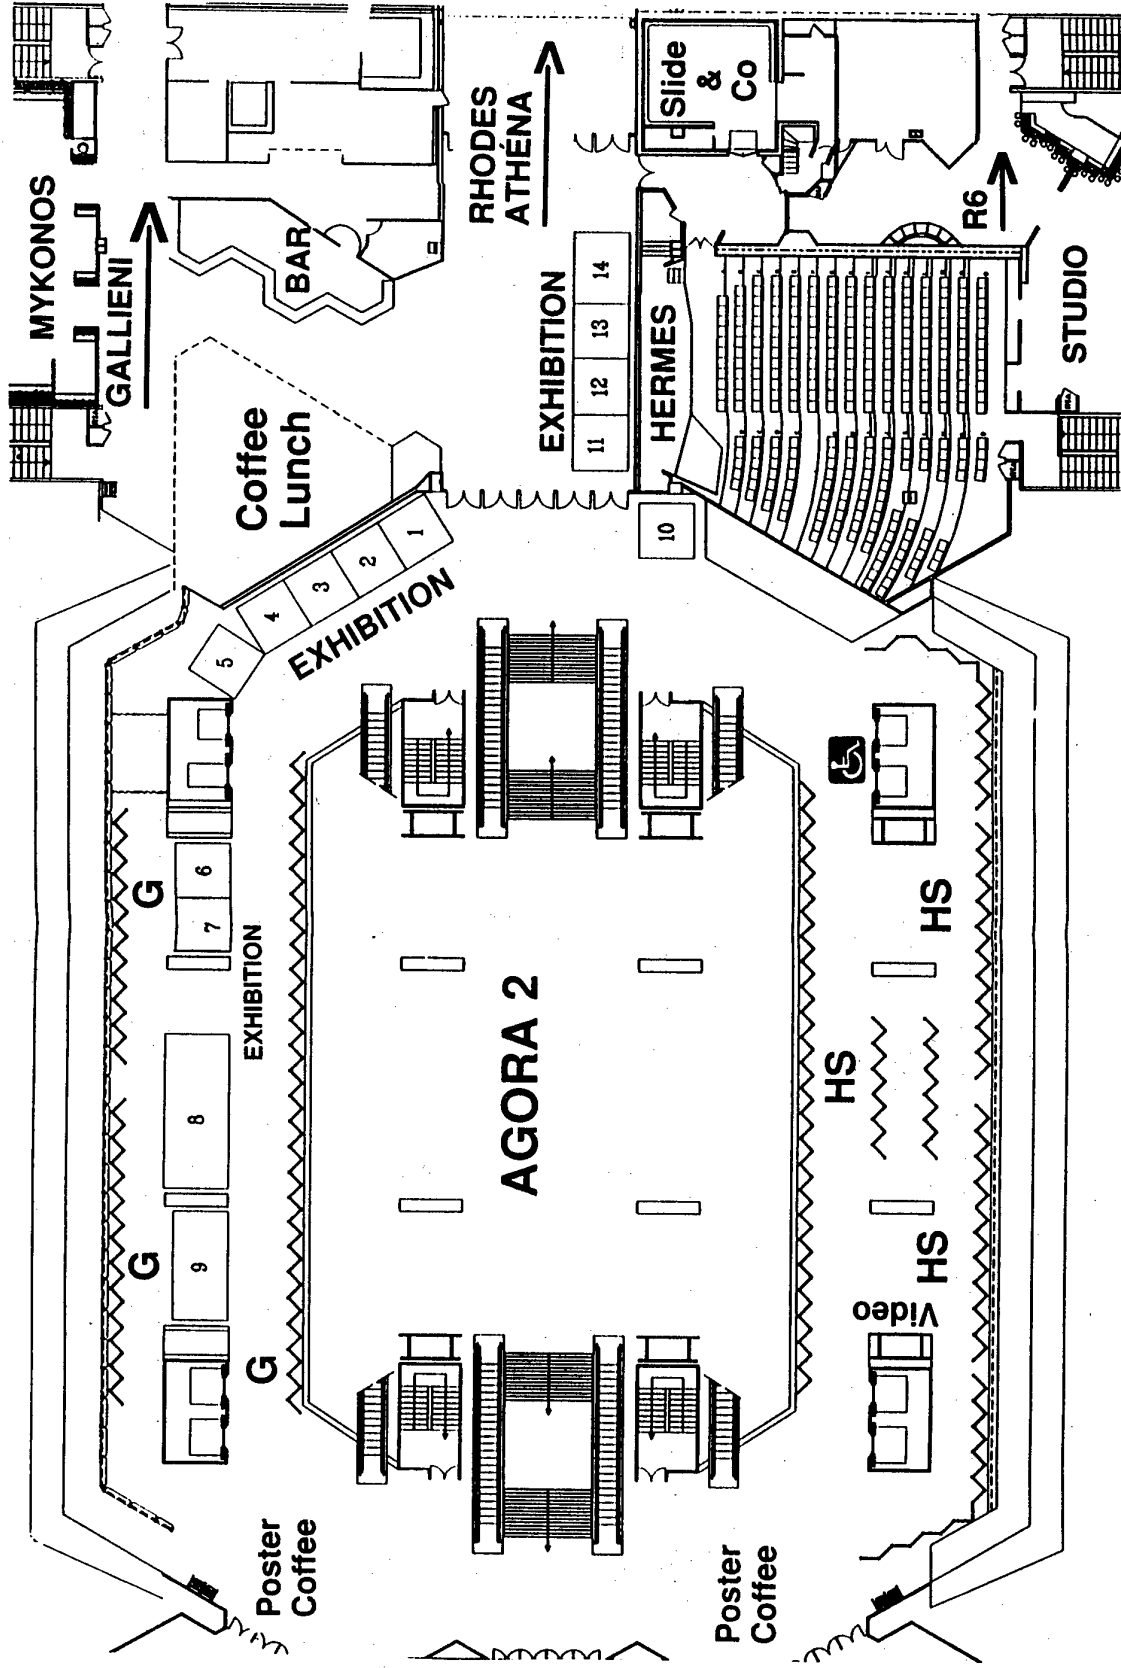 MYKONOS
GALLIENI
BAR
RHODES
ATHÉNA
Slide
&
Co
R6
STUDIO
HERMES
EXHIBITION
11
12
13
14
10
Coffee
Lunch
EXHIBITION
1
2
3
4
5
G
6
7
EXHIBITION
8
G
9
G
AGORA 2
HS
HS
HS
Video
Poster
Coffee
Poster
Coffee